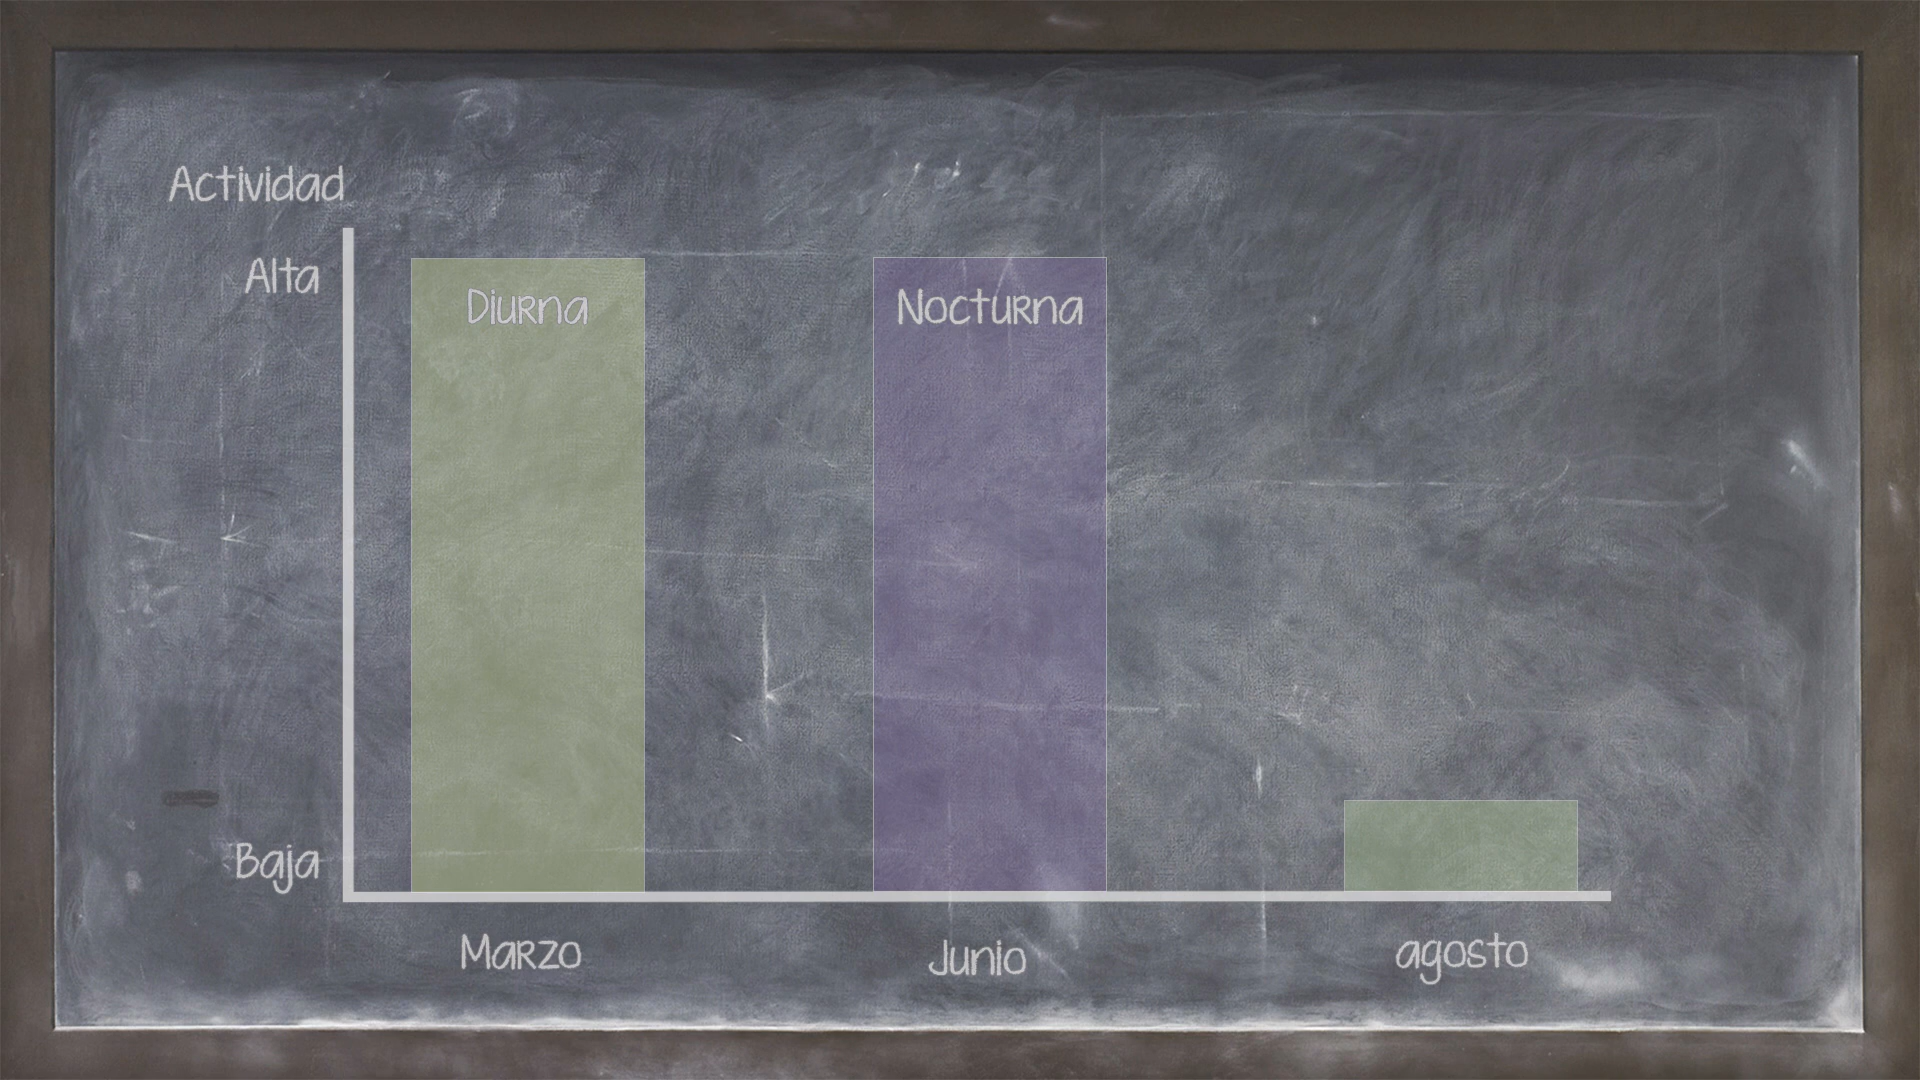 Actividad
Alta
Diurna
Nocturna
Baja
Marzo
Junio
agosto